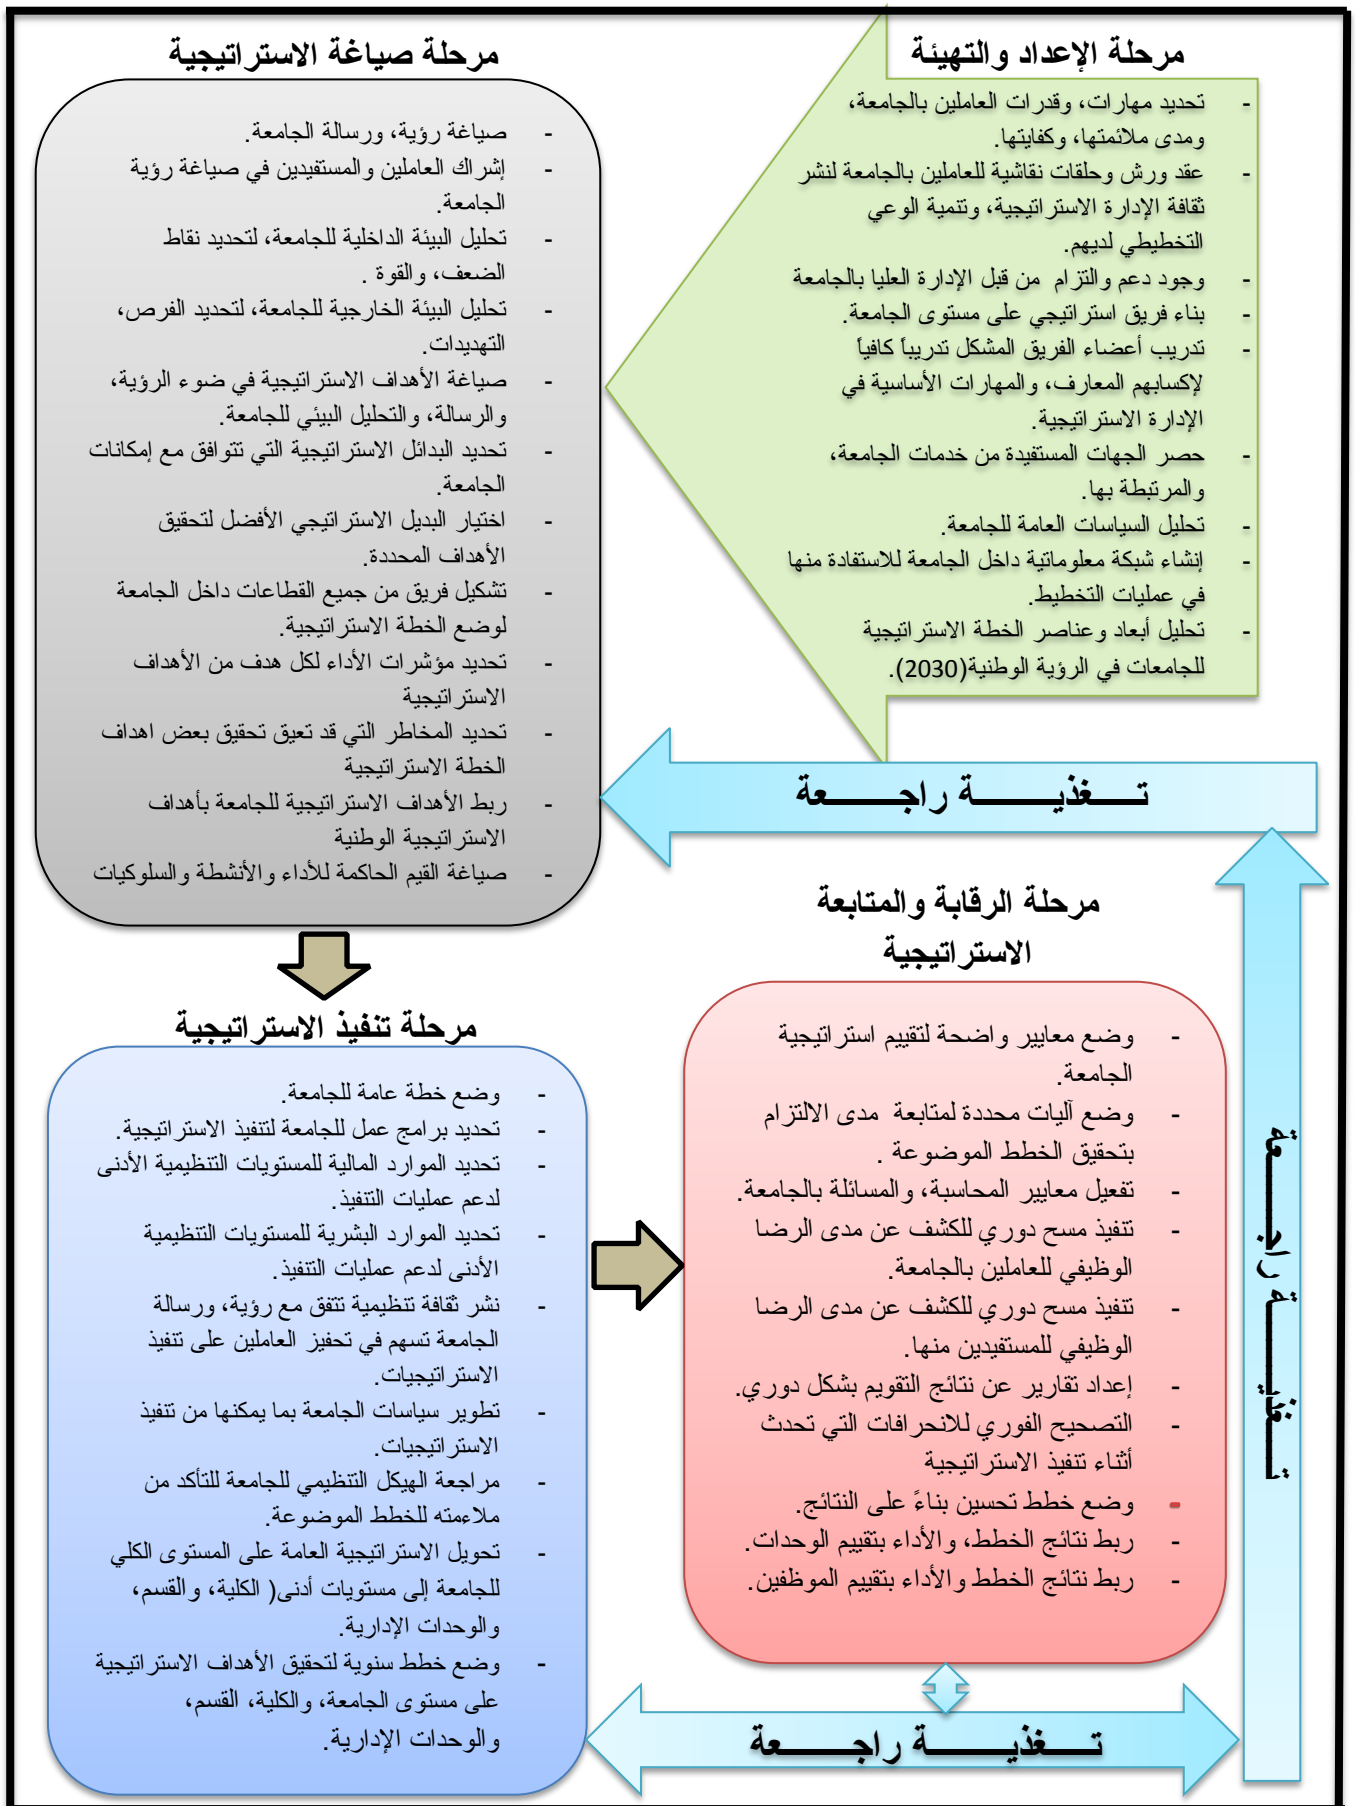 مرحلة الإعداد والتهيئة
- تحديد مهارات، وقدرات العاملين بالجامعة،
ومدى ملائمتها، وكفايتها.
- عقد ورش وحلقات نقاشية للعاملين بالجامعة لنشر
ثقافة الإدارة الاستراتيجية، وتنمية الوعي
التخطيطي لديهم.
- وجود دعم والتزام من قبل الإدارة العليا بالجامعة
- بناء فريق استراتيجي على مستوى الجامعة.
- تدريب أعضاء الفريق المشكل تدريباً كافياً
لإكسابهم المعارف، والمهارات الأساسية في
الإدارة الاستراتيجية.
- حصر الجهات المستفيدة من خدمات الجامعة،
والمرتبطة بها.
- تحليل السياسات العامة للجامعة.
- إنشاء شبكة معلوماتية داخل الجامعة للاستفادة منها
في عمليات التخطيط.
- تحليل أبعاد وعناصر الخطة الاستراتيجية
للجامعات في الرؤية الوطنية(2030).
مرحلة صياغة الاستراتيجية
- صياغة رؤية، ورسالة الجامعة.
- إشراك العاملين والمستفيدين في صياغة رؤية
الجامعة.
- تحليل البيئة الداخلية للجامعة، لتحديد نقاط
الضعف، والقوة .
- تحليل البيئة الخارجية للجامعة، لتحديد الفرص،
التهديدات.
- صياغة الأهداف الاستراتيجية في ضوء الرؤية،
والرسالة، والتحليل البيئي للجامعة.
- تحديد البدائل الاستراتيجية التي تتوافق مع إمكانات
الجامعة.
- اختيار البديل الاستراتيجي الأفضل لتحقيق
الأهداف المحددة.
- تشكيل فريق من جميع القطاعات داخل الجامعة
لوضع الخطة الاستراتيجية.
- تحديد مؤشرات الأداء لكل هدف من الأهداف
الاستراتيجية
- تحديد المخاطر التي قد تعيق تحقيق بعض اهداف
الخطة الاستراتيجية
- ربط الأهداف الاستراتيجية للجامعة بأهداف
الاستراتيجية الوطنية
- صياغة القيم الحاكمة للأداء والأنشطة والسلوكيات
تـــغذيـــــــة راجـــــــعة
مرحلة الرقابة والمتابعة
الاستراتيجية
- وضع معايير واضحة لتقييم استراتيجية
الجامعة.
- وضع آليات محددة لمتابعة مدى الالتزام
بتحقيق الخطط الموضوعة .
- تفعيل معايير المحاسبة، والمسائلة بالجامعة.
- تنفيذ مسح دوري للكشف عن مدى الرضا
الوظيفي للعاملين بالجامعة.
- تنفيذ مسح دوري للكشف عن مدى الرضا
الوظيفي للمستفيدين منها.
- إعداد تقارير عن نتائج التقويم بشكل دوري.
- التصحيح الفوري للانحرافات التي تحدث
أثناء تنفيذ الاستراتيجية
- وضع خطط تحسين بناءً على النتائج.
- ربط نتائج الخطط، والأداء بتقييم الوحدات.
- ربط نتائج الخطط والأداء بتقييم الموظفين.
تـــغذيـــــــة راجـــــــعة
مرحلة تنفيذ الاستراتيجية
- وضع خطة عامة للجامعة.
- تحديد برامج عمل للجامعة لتنفيذ الاستراتيجية.
- تحديد الموارد المالية للمستويات التنظيمية الأدنى
لدعم عمليات التنفيذ.
- تحديد الموارد البشرية للمستويات التنظيمية
الأدنى لدعم عمليات التنفيذ.
- نشر ثقافة تنظيمية تتفق مع رؤية، ورسالة
الجامعة تسهم في تحفيز العاملين على تنفيذ
الاستراتيجيات.
- تطوير سياسات الجامعة بما يمكنها من تنفيذ
الاستراتيجيات.
- مراجعة الهيكل التنظيمي للجامعة للتأكد من
ملاءمته للخطط الموضوعة.
- تحويل الاستراتيجية العامة على المستوى الكلي
للجامعة إلى مستويات أدنى( الكلية، والقسم،
والوحدات الإدارية.
- وضع خطط سنوية لتحقيق الأهداف الاستراتيجية
على مستوى الجامعة، والكلية، القسم،
والوحدات الإدارية.
تـــغذيـــــــة راجـــــــعة